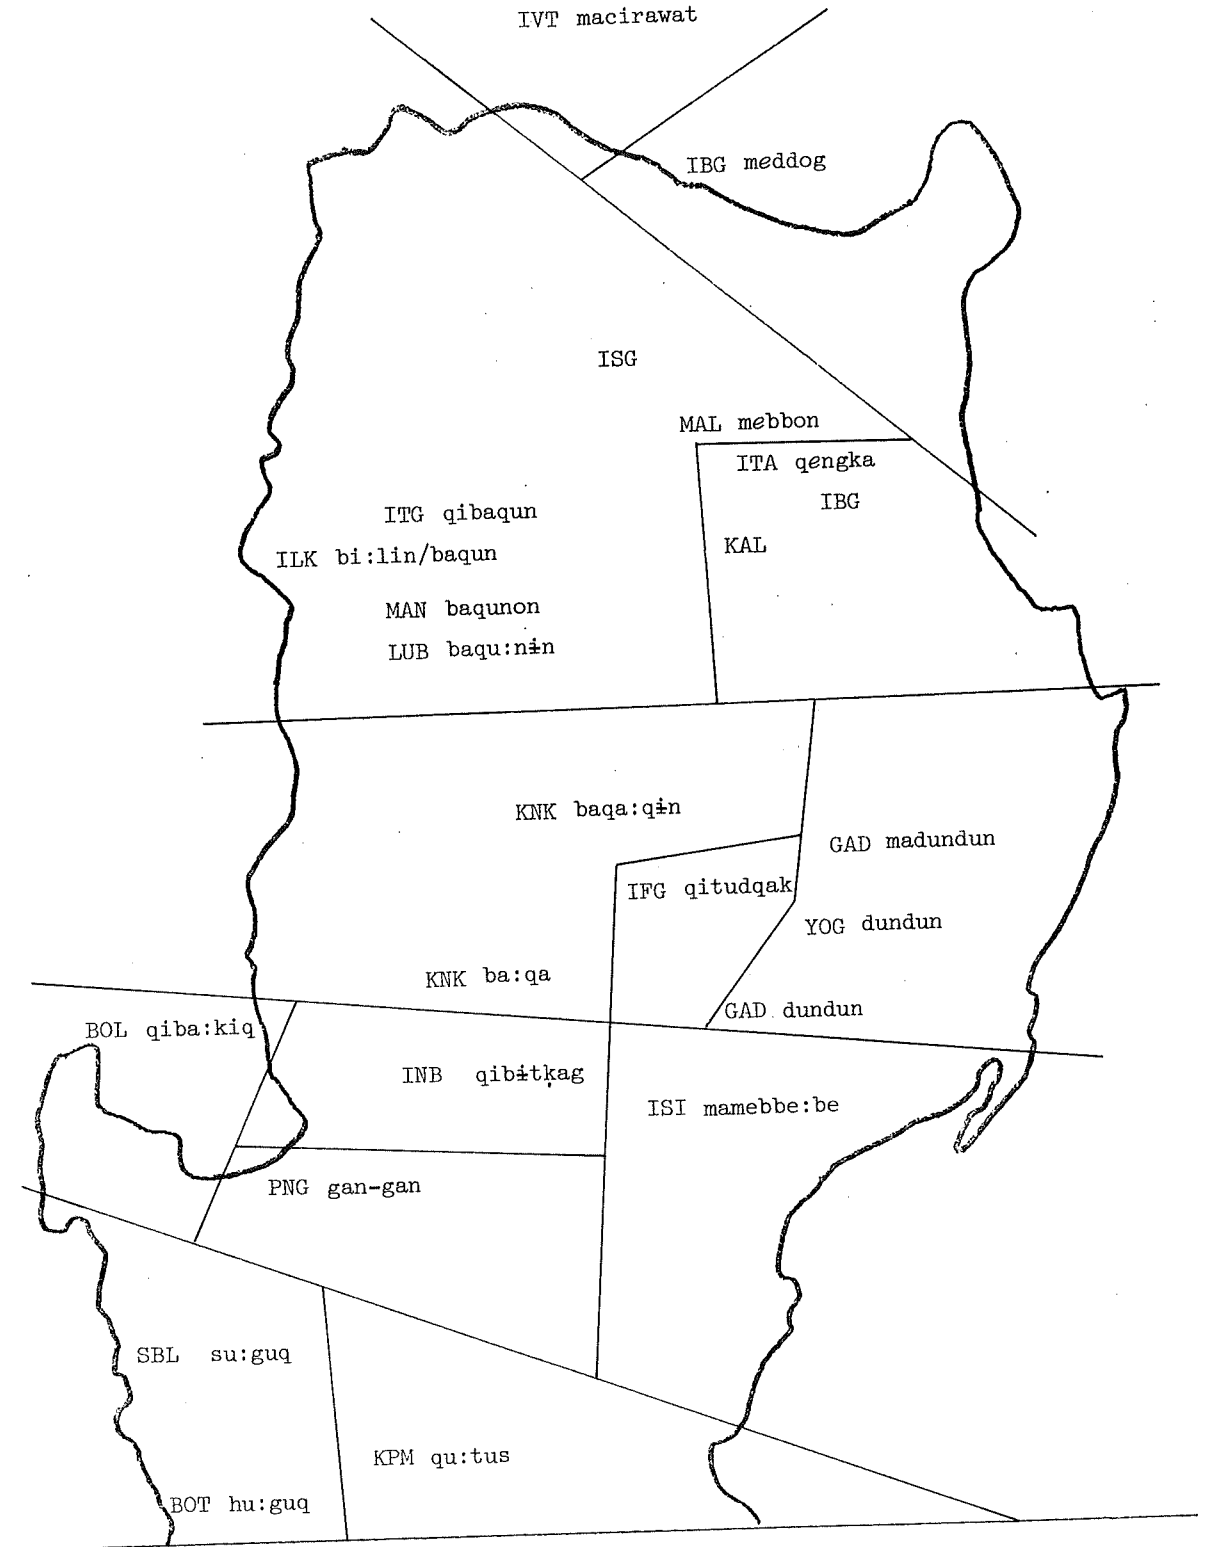 IVT macirawat
IBG meddog
ISG
MAL mebbon
ITA qengka
IBG
ITG qibaqun
KAL
ILK bi:lin/baqun
MAN baqunon
LUB baqu:nɨn
KNK baqa:qɨn
GAD madundun
IFG qitudqak
YOG dundun
KNK ba:qa
GAD dundun
BOL qiba:kiq
INB qibɨtḳag
ISI mamebbe:be
PNG gan-gan
SBL su:guq
KPM qu:tus
BOT hu:guq